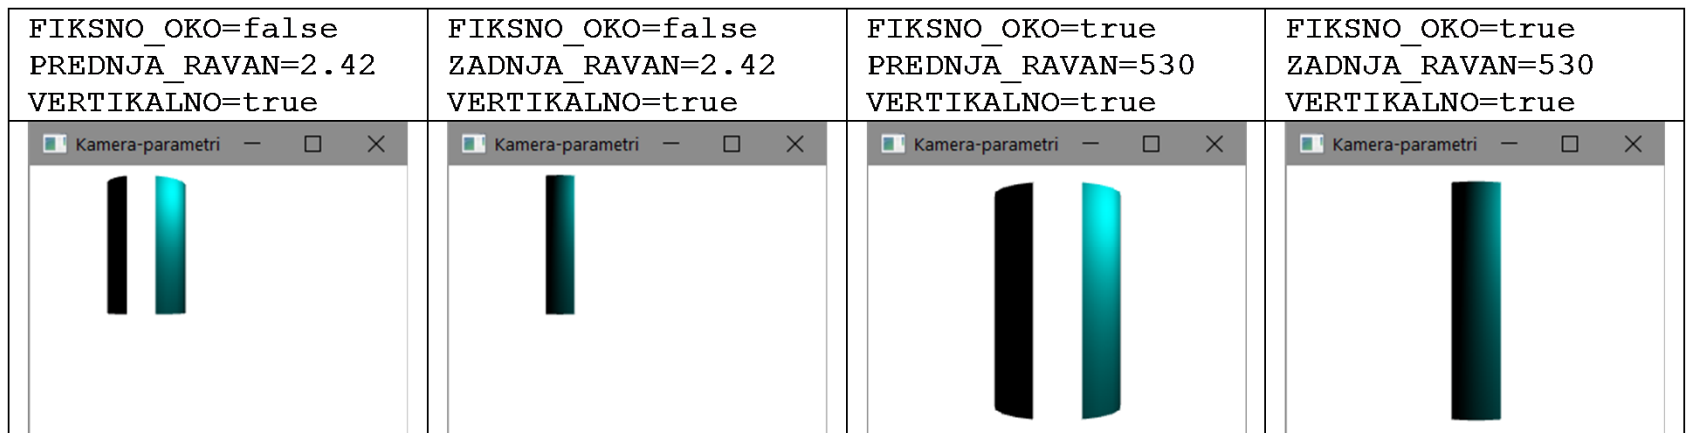 FIKSNO_OKO=false
PREDNJA_RAVAN=2.42
VERTIKALNO=true
FIKSNO_OKO=false
ZADNJA_RAVAN=2.42
VERTIKALNO=true
FIKSNO_OKO=true
PREDNJA_RAVAN=530
VERTIKALNO=true
FIKSNO_OKO=true
ZADNJA_RAVAN=530
VERTIKALNO=true
Kamera-parametri
Kamera-parametri
Kamera-parametri
Kamera-parametri